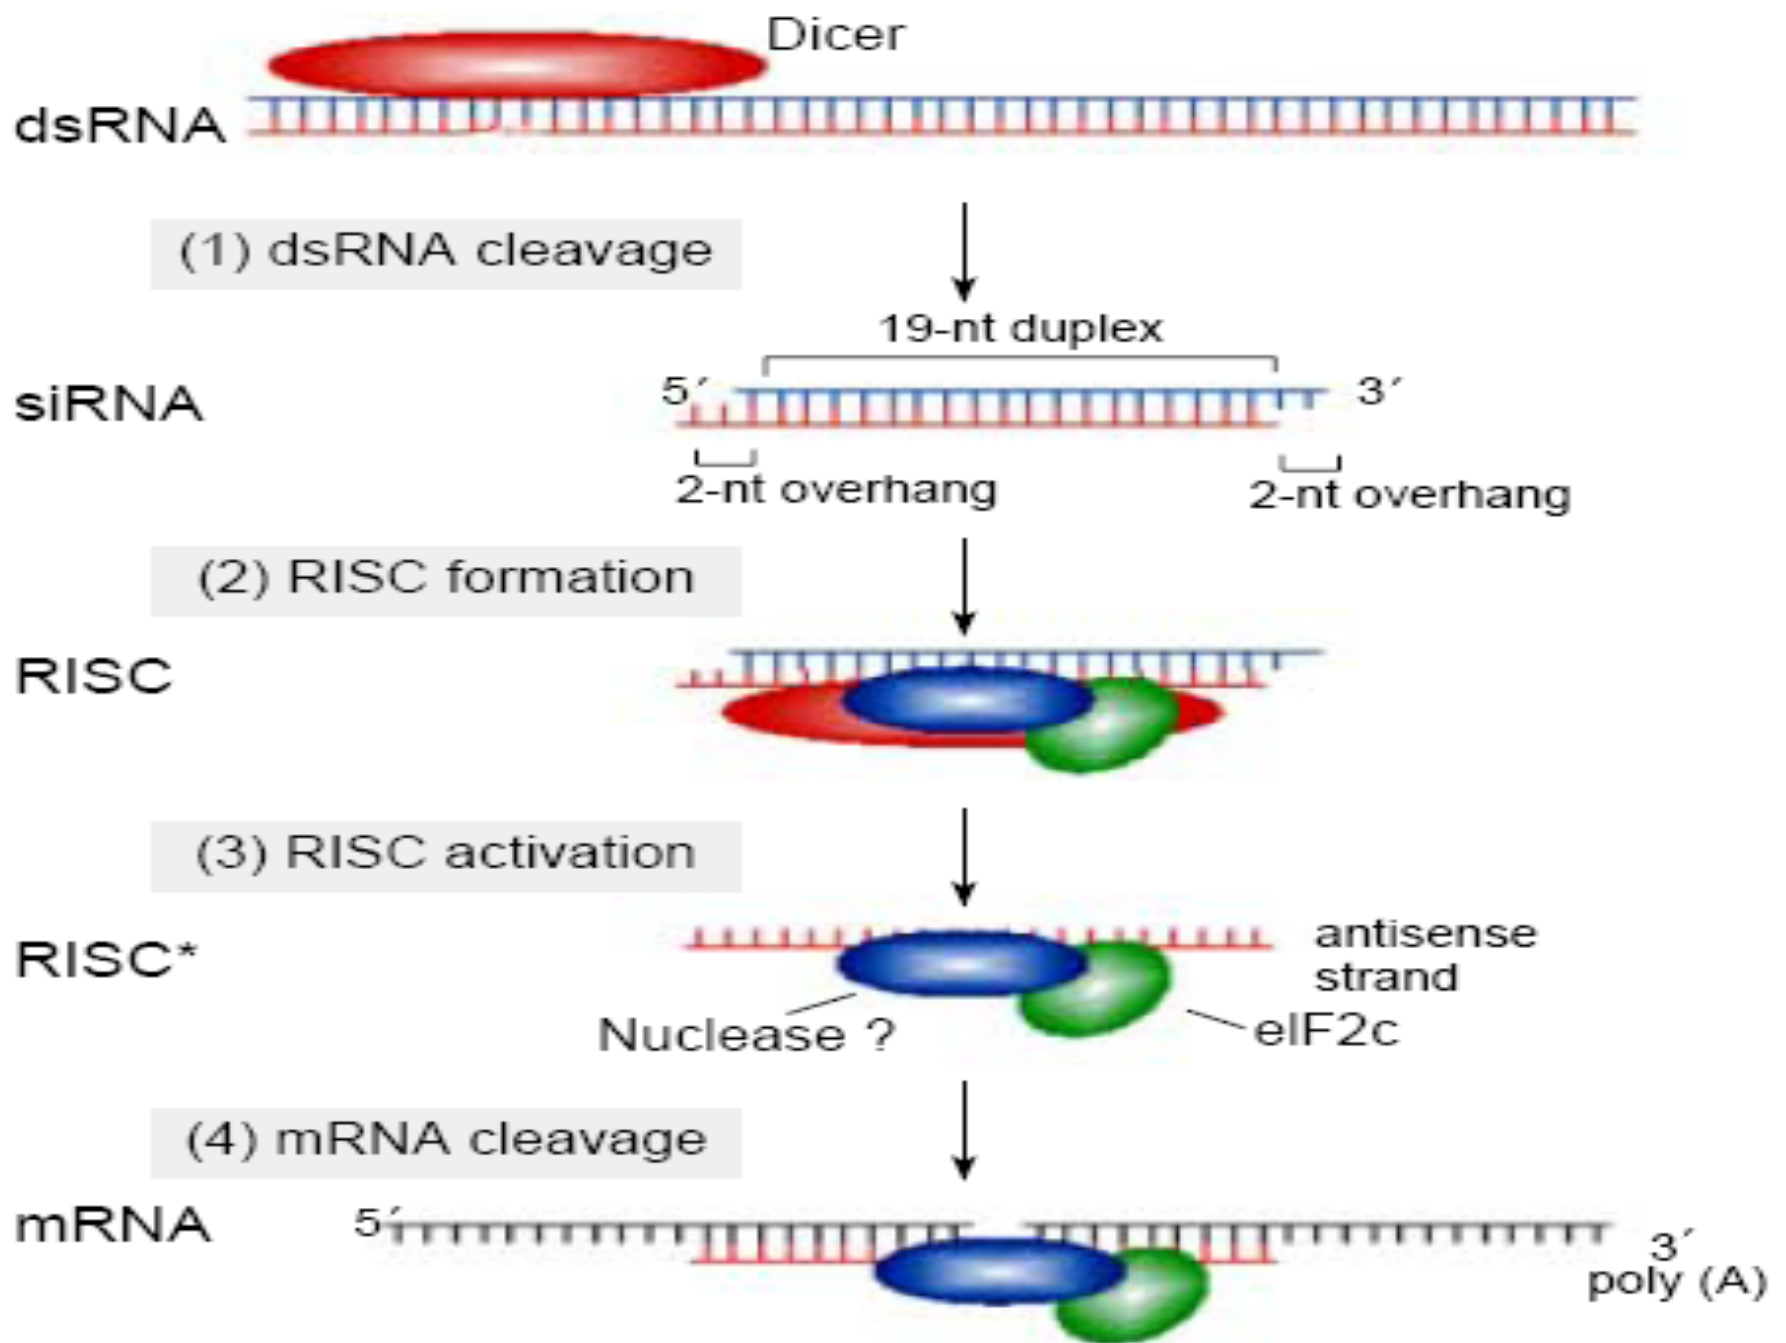 Dicer
dsRNA
(1) dsRNA cleavage
19-nt duplex
5´
3´
siRNA
2-nt overhang
2-nt overhang
(2) RISC formation
RISC
(3) RISC activation
antisense
strand
RISC*
Nuclease ?
eIF2c
(4) mRNA cleavage
mRNA
5´
3´
poly (A)